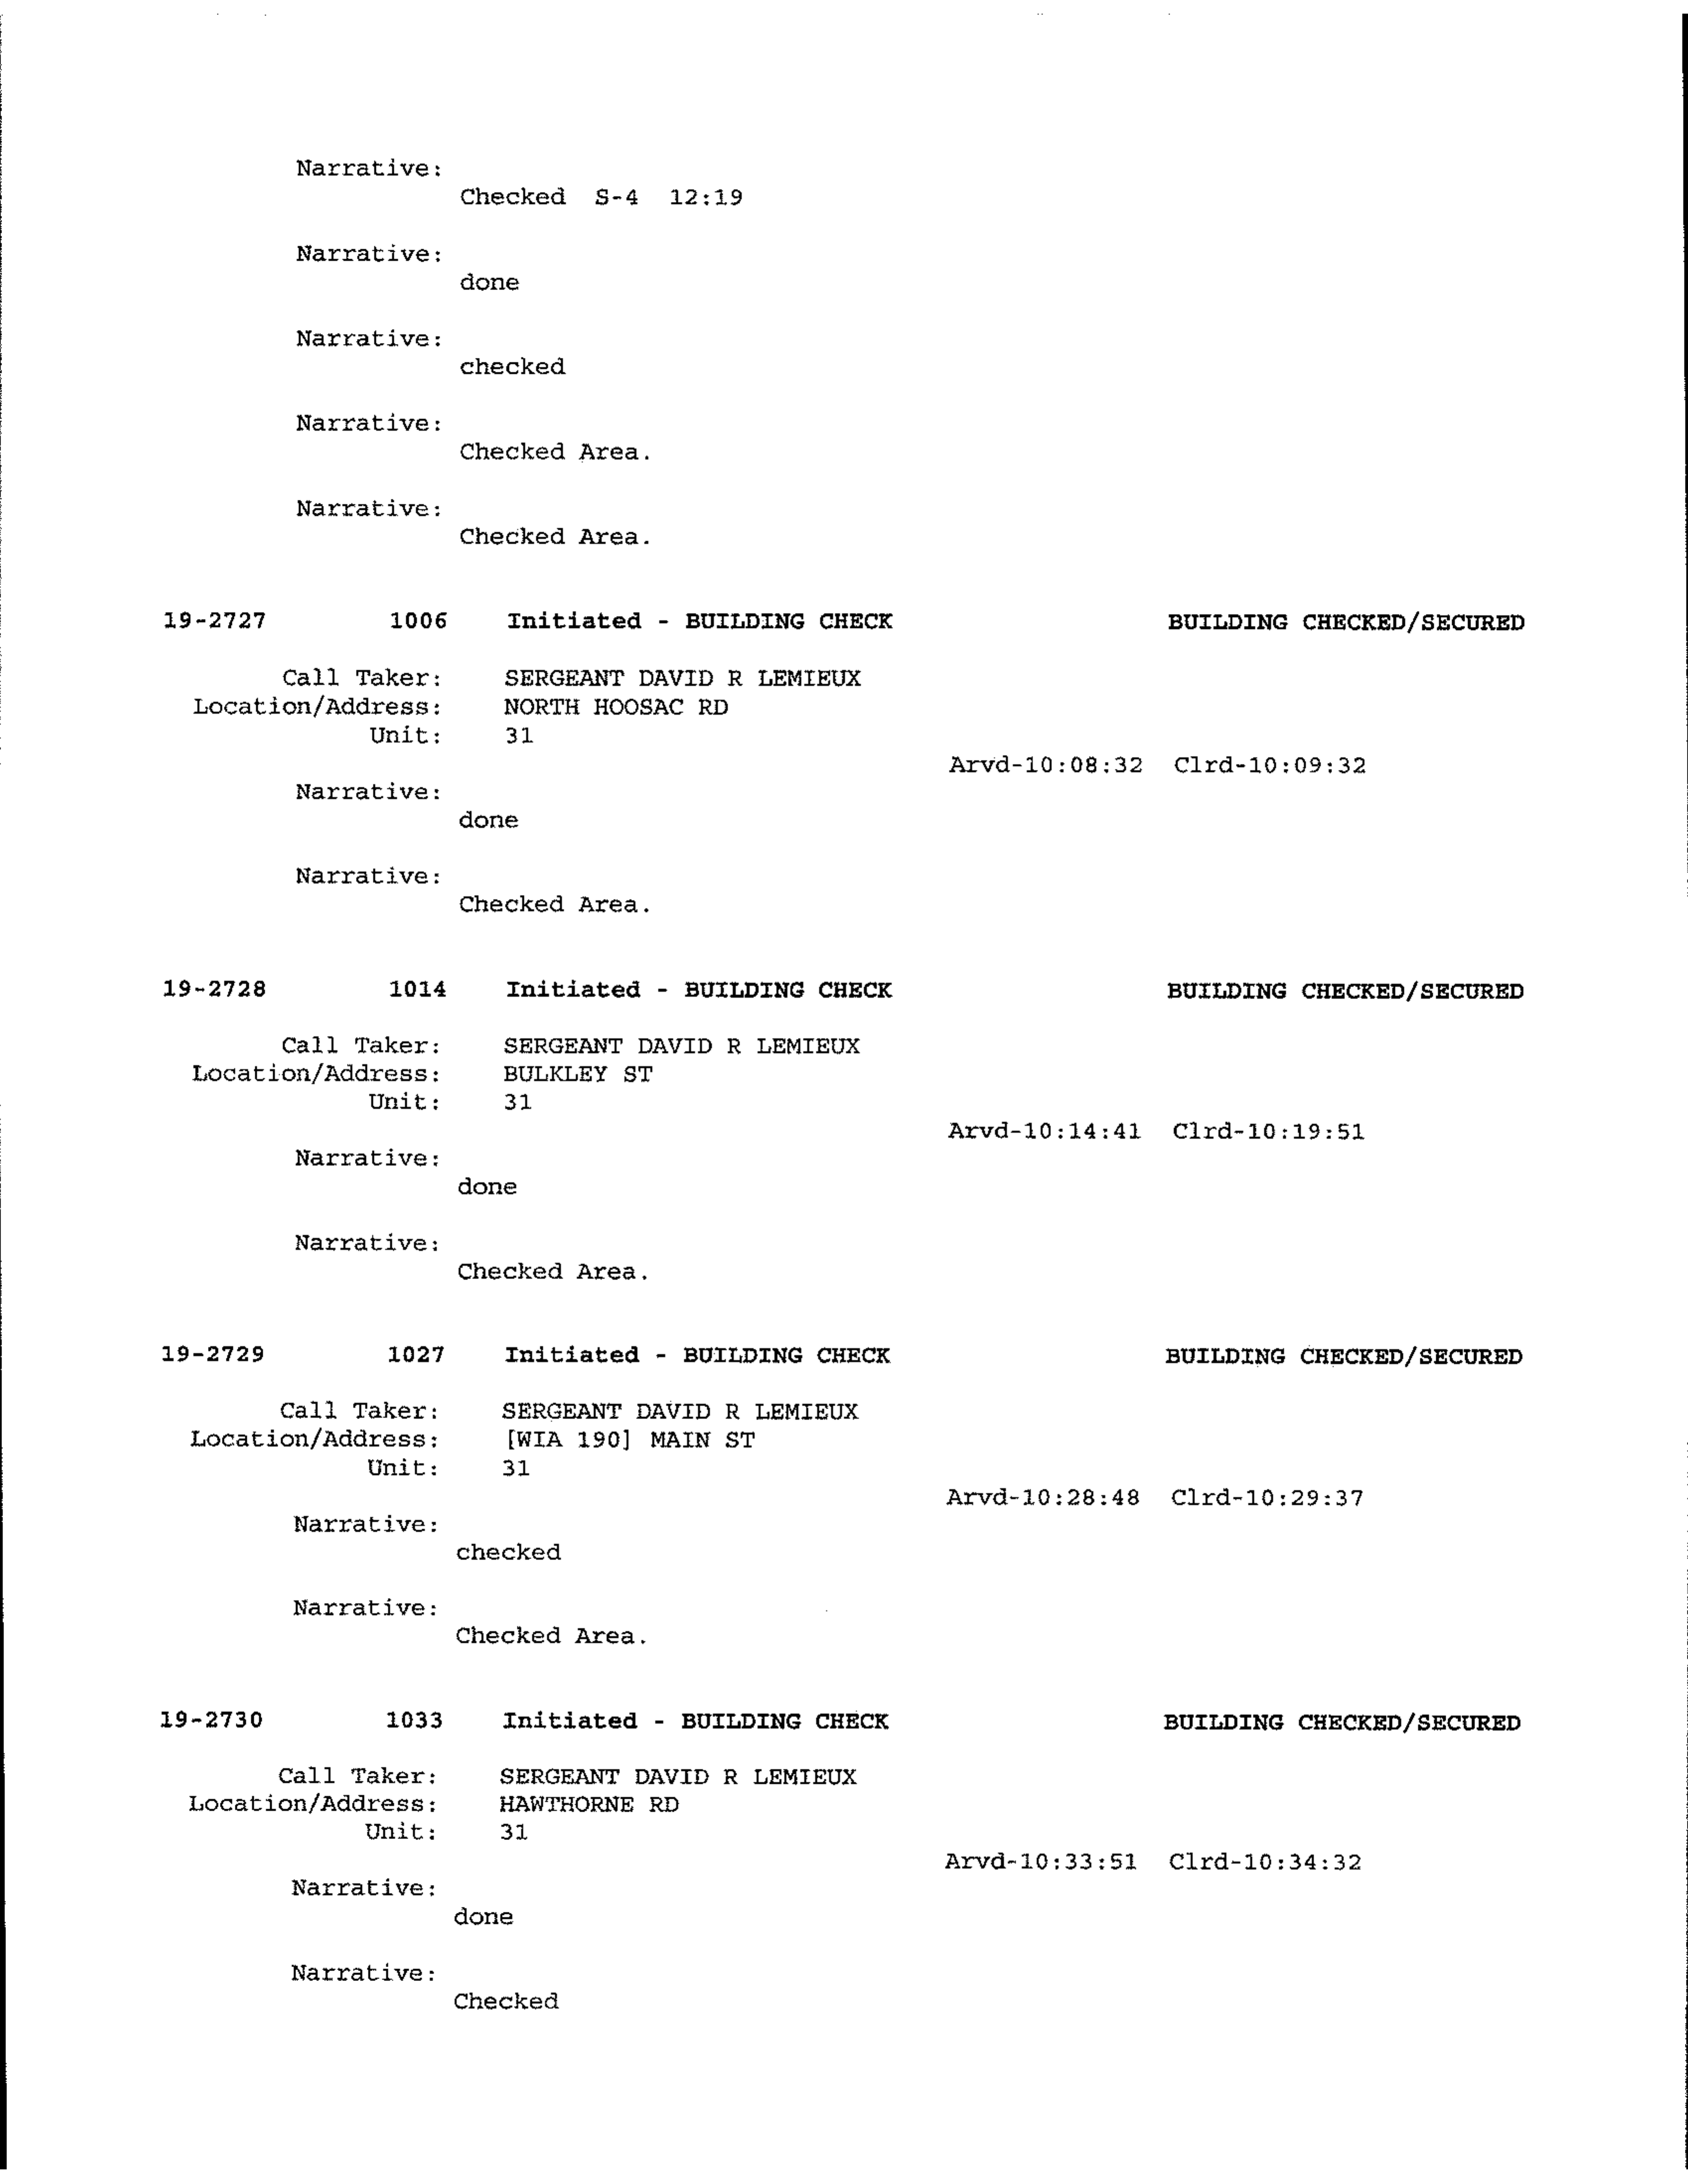 Narrative:
Checked S-4 12:19
Narrative:
done
Narrative:
checked
Narrative:
Checked Area.
Narrative:
Checked Area.
19-2727 1006 Initiated - BUILDING CHECK BUILDING CHECKED/SECURED
Call Taker: SERGEANT DAVID R LEMIEUX
Location/Address: NORTH HOOSAC RD
Unit: 31
Arvd-10:08:32 Clrd-10:09:32
Narrative:
done
Narrative:
Checked Area.
19-2728 1014 Initiated - BUILDING CHECK BUILDING CHECKED/SECURED
Call Taker: SERGEANT DAVID R LEMIEUX
Location/Address: BULKLEY ST
Unit: 31
Arvd-10:14:41 Clrd-10:19:51
Narrative:
done
Narrative:
Checked Area.
19-2729 1027 Initiated - BUILDING CHECK BUILDING CHECKED/SECURED
Call Taker: SERGEANT DAVID R LEMIEUX
Location/Address: [WIA 190] MAIN ST
Unit: 31
Arvd-10:28:48 Clrd-10:29:37
Narrative:
checked
Narrative:
Checked Area.
19-2730 1033 Initiated - BUILDING CHECK BUILDING CHECKED/SECURED
Call Taker: SERGEANT DAVID R LEMIEUX
Location/Address: HAWTHORNE RD
Unit: 31
Arvd-10:33:51 Clrd-10:34:32
Narrative:
done
Narrative:
Checked